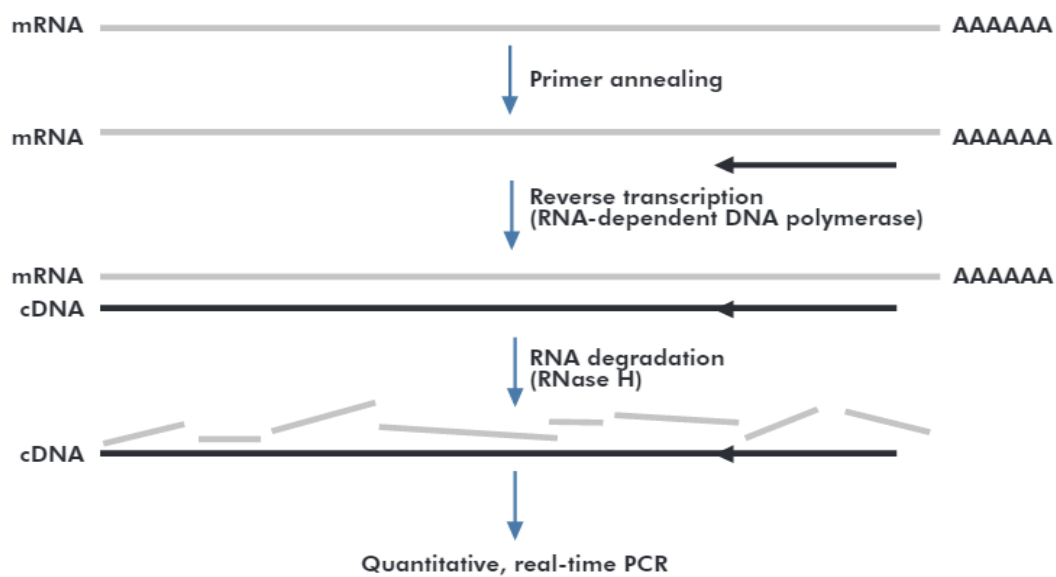 mRNA AAAAAA
Primer annealing
mRNA AAAAAA
Reverse transcription
(RNA-dependent DNA polymerase)
mRNA AAAAAA
cDNA
RNA degradation
(RNase H)
cDNA
Quantitative, real-time PCR